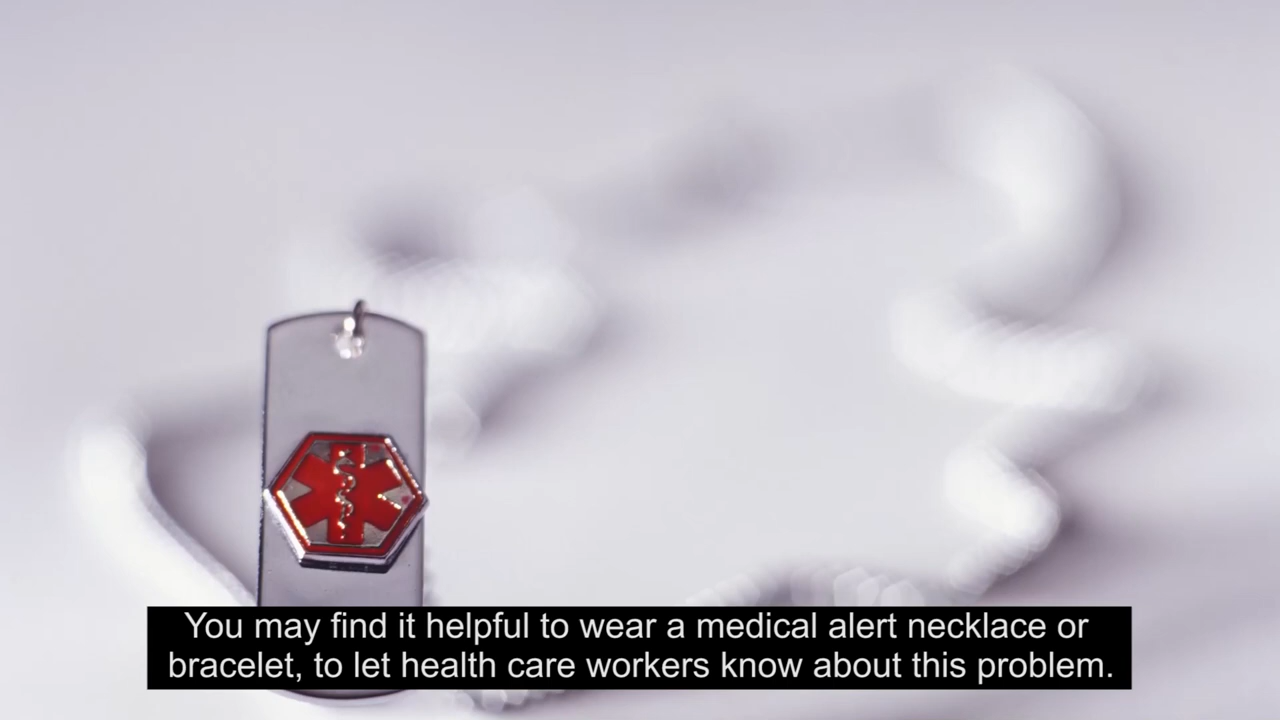 You may find it helpful to wear a medical alert necklace or
bracelet, to let health care workers know about this problem.